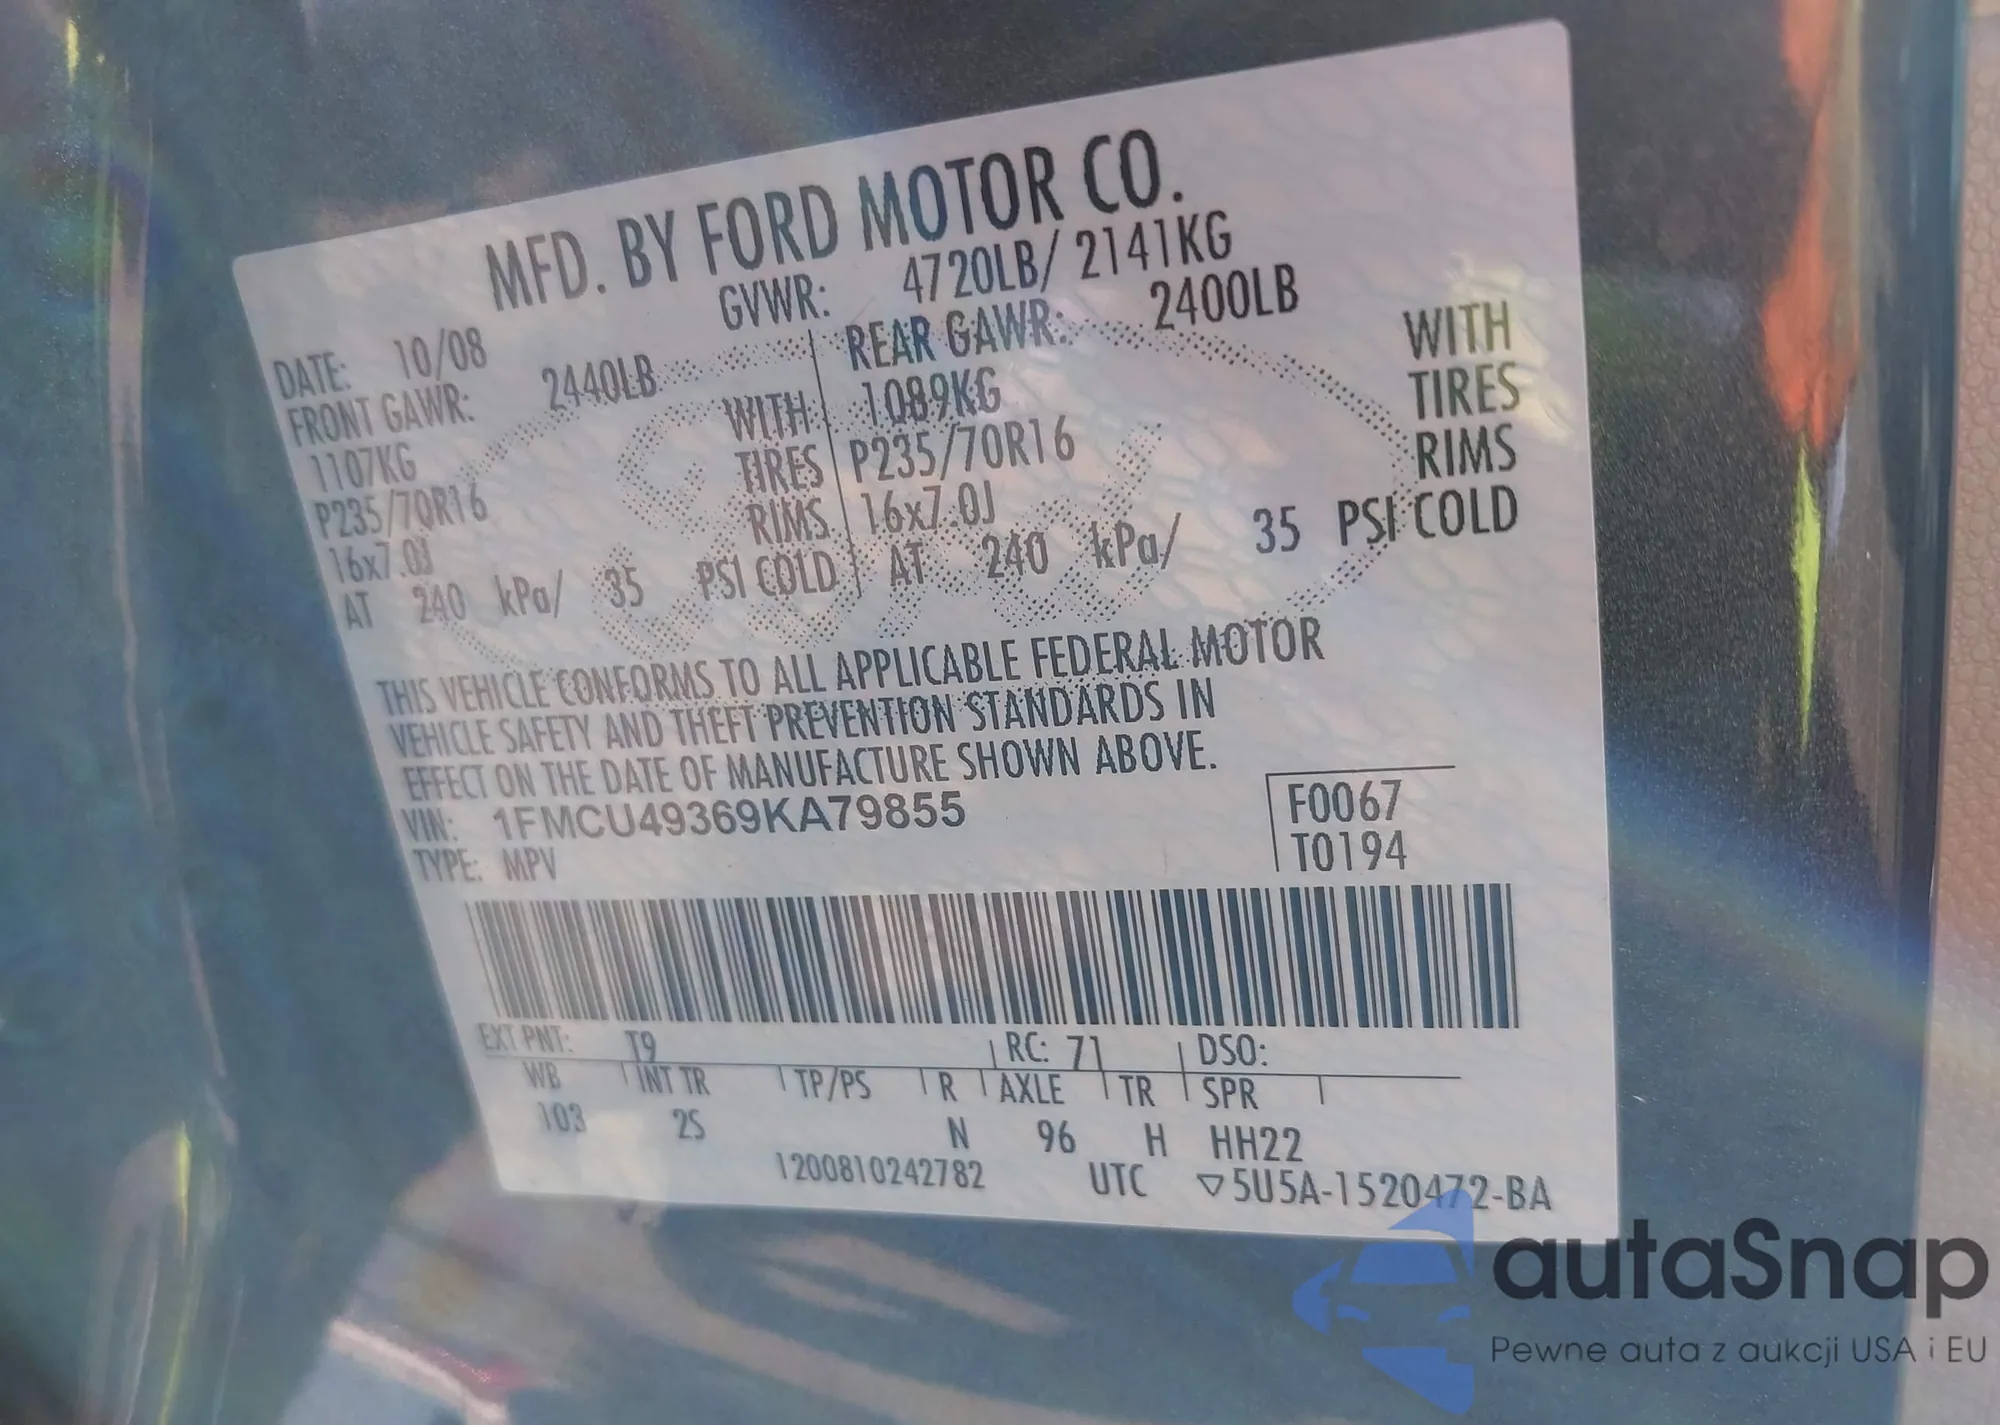 MFD. BY FORD MOTOR CO.
DATE: 10/08 GVWR: 4720LB/ 2141KG
FRONT GAWR: 2440LB REAR GAWR: 2400LB
1107KG WITH 1089KG WITH
P235/70R16 TIRES P235/70R16 TIRES
16x7.0J RIMS 16x7.0J RIMS
AT 240 kPa/ 35 PSI COLD AT 240 kPa/ 35 PSI COLD
THIS VEHICLE CONFORMS TO ALL APPLICABLE FEDERAL MOTOR
VEHICLE SAFETY AND THEFT PREVENTION STANDARDS IN
EFFECT ON THE DATE OF MANUFACTURE SHOWN ABOVE.
VIN: 1FMCU49369KA79855 F0067
TYPE: MPV T0194
EXT PNT: T9 RC: 71 DSO:
WB INT TR TP/PS R AXLE TR SPR
103 2S N 96 H HH22
1200810242782 UTC ▽5U5A-1520472-BA
autaSnap
Pewne auta z aukcji USA i EU